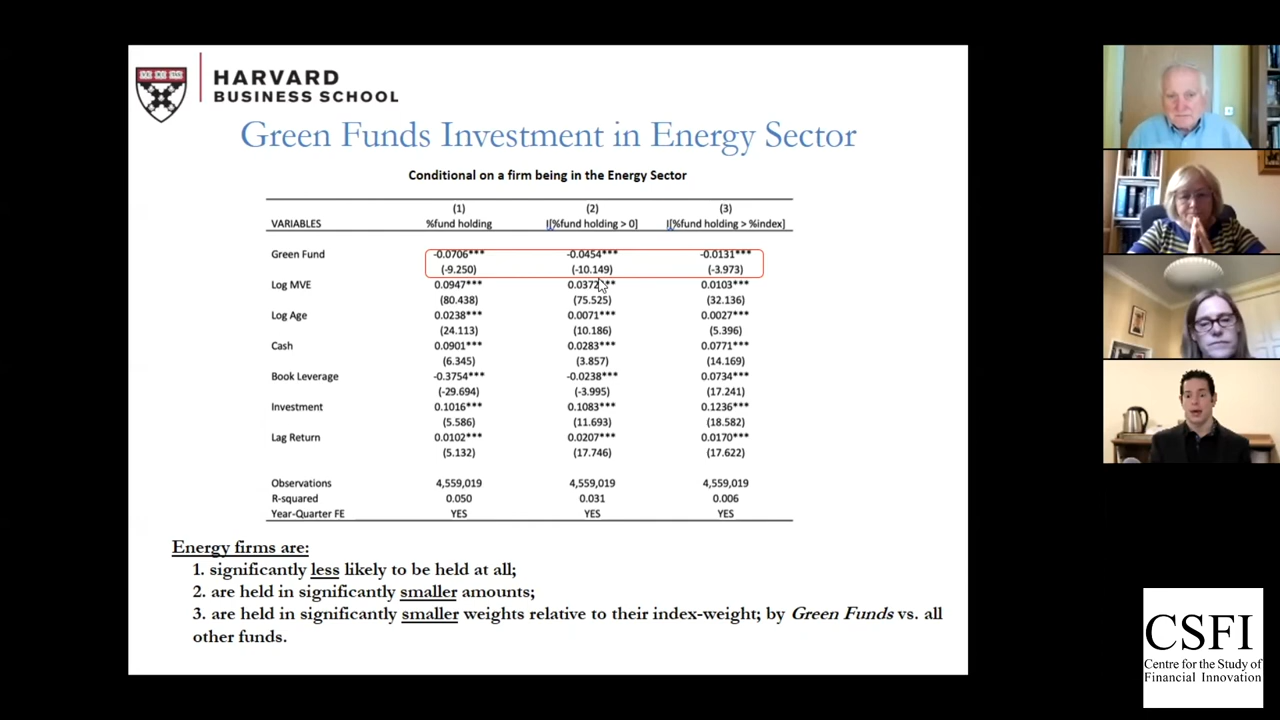 HARVARD
BUSINESS SCHOOL
Green Funds Investment in Energy Sector
Conditional on a firm being in the Energy Sector
(1) (2) (3)
VARIABLES %fund holding I[%fund holding > 0] I[%fund holding > %index]
Green Fund -0.0706*** -0.0454*** -0.0131***
(-9.250) (-10.149) (-3.973)
Log MVE 0.0947*** 0.0372*** 0.0103***
(80.438) (75.525) (32.136)
Log Age 0.0238*** 0.0071*** 0.0027***
(24.113) (10.186) (5.396)
Cash 0.0901*** 0.0283*** 0.0771***
(6.345) (3.857) (14.169)
Book Leverage -0.3754*** -0.0238*** 0.0734***
(-29.694) (-3.995) (17.241)
Investment 0.1016*** 0.1083*** 0.1236***
(5.586) (11.693) (18.582)
Lag Return 0.0102*** 0.0207*** 0.0170***
(5.132) (17.746) (17.622)
Observations 4,559,019 4,559,019 4,559,019
R-squared 0.050 0.031 0.006
Year-Quarter FE YES YES YES
Energy firms are:
1. significantly less likely to be held at all;
2. are held in significantly smaller amounts;
3. are held in significantly smaller weights relative to their index-weight; by Green Funds vs. all
other funds.
CSFI
Centre for the Study of
Financial Innovation